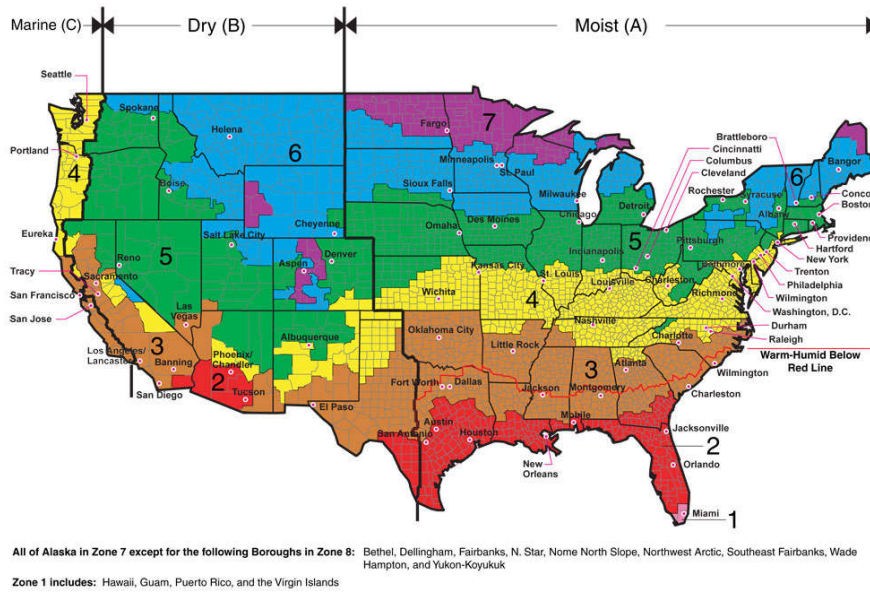 Marine (C)
Dry (B)
Moist (A)
Seattle
Spokane
Helena
Fargo
7
Brattleboro
Cincinnatti
Columbus
Cleveland
6
Bangor
Portland
4
Minneapolis
St. Paul
6
Boise
Sioux Falls
Milwaukee
Rochester
Syracuse
Concord
Albany
Boston
Eureka
Cheyenne
Chicago
Detroit
Salt Lake City
Omaha
Des Moines
Providence
5
Reno
Indianapolis
5
Pittsburgh
Hartford
New York
Tracy
Sacramento
Aspen
Denver
Kansas City
St. Louis
Baltimore
Trenton
Philadelphia
San Francisco
Wichita
4
Louisville
Charleston
Richmond
Wilmington
Washington, D.C.
San Jose
Las
Vegas
Albuquerque
Oklahoma City
Nashville
Durham
Raleigh
3
Charlotte
Little Rock
Los Angeles/
Lancaster
Banning
Phoenix/
Chandler
3
Atlanta
Warm-Humid Below
Red Line
2
Fort Worth
Dallas
Jackson
Montgomery
Wilmington
San Diego
Tucson
El Paso
Charleston
Austin
Mobile
San Antonio
Houston
Jacksonville
2
New
Orleans
Orlando
Miami
1
All of Alaska in Zone 7 except for the following Boroughs in Zone 8: Bethel, Dellingham, Fairbanks, N. Star, Nome North Slope, Northwest Arctic, Southeast Fairbanks, Wade
Hampton, and Yukon-Koyukuk
Zone 1 includes: Hawaii, Guam, Puerto Rico, and the Virgin Islands